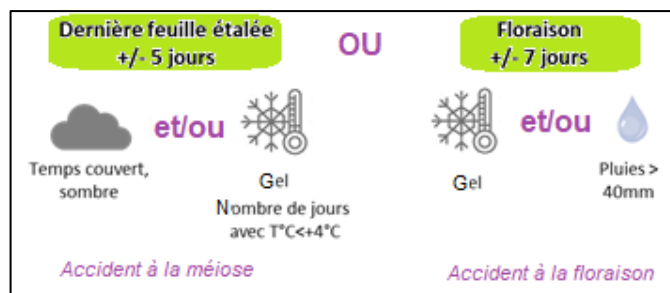 Dernière feuille étalée
+/- 5 jours
OU
Floraison
+/- 7 jours
et/ou
Temps couvert,
sombre
Gel
Nombre de jours
avec T°C<+4°C
et/ou
Gel
Pluies >
40mm
Accident à la méiose
Accident à la floraison